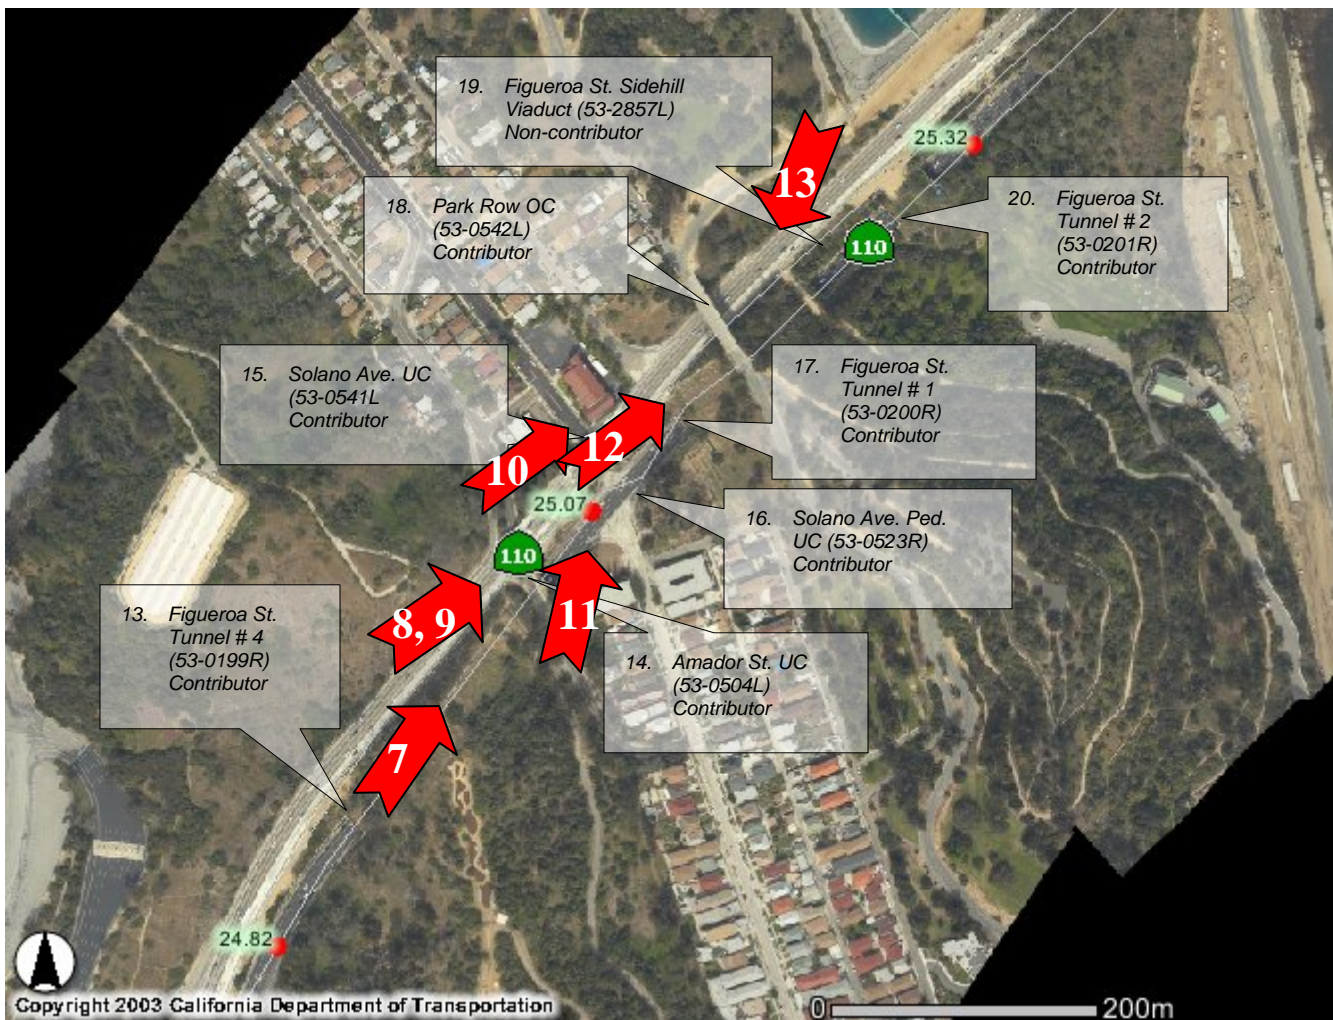 19. Figueroa St. Sidehill
Viaduct (53-2857L)
Non-contributor
13
25.32
18. Park Row OC
(53-0542L)
Contributor
20. Figueroa St.
Tunnel # 2
(53-0201R)
Contributor
110
15. Solano Ave. UC
(53-0541L
Contributor
17. Figueroa St.
Tunnel # 1
(53-0200R)
Contributor
10
12
25.07
16. Solano Ave. Ped.
UC (53-0523R)
Contributor
110
13. Figueroa St.
Tunnel # 4
(53-0199R)
Contributor
8, 9
11
14. Amador St. UC
(53-0504L)
Contributor
7
24.82
Copyright 2003 California Department of Transportation
0 200m